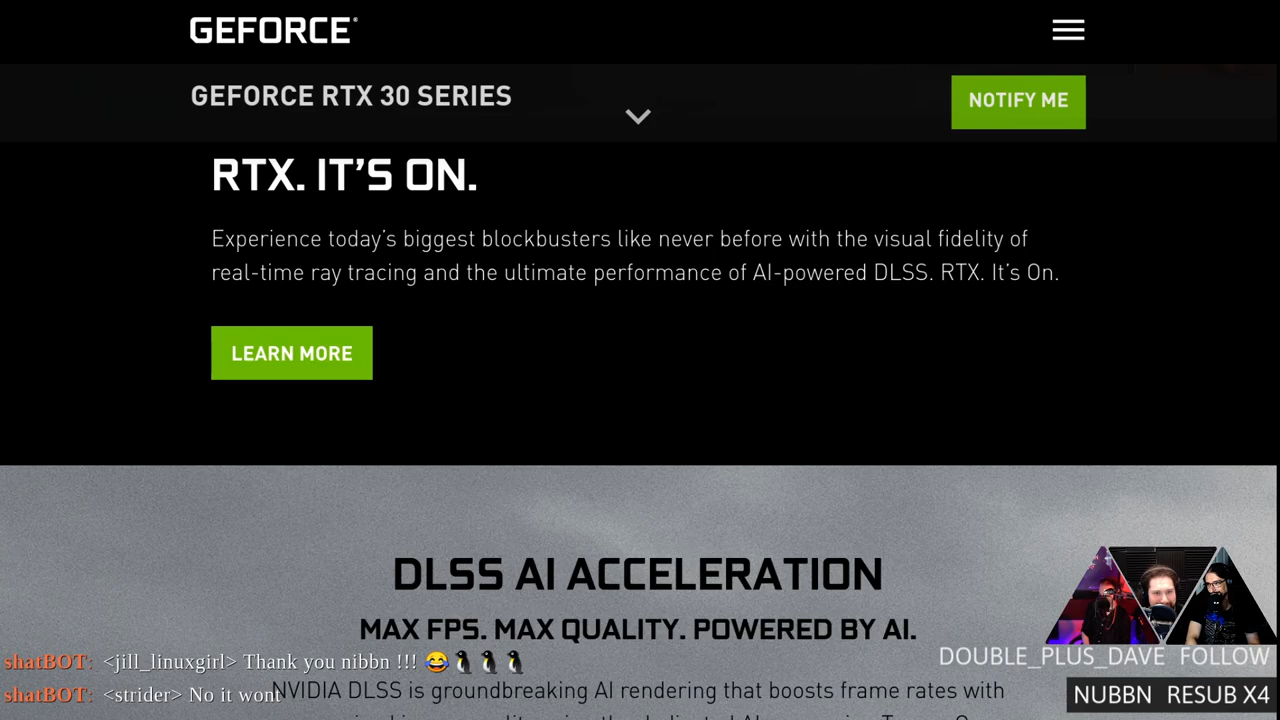 GEFORCE®
GEFORCE RTX 30 SERIES
NOTIFY ME
RTX. IT'S ON.
Experience today's biggest blockbusters like never before with the visual fidelity of
real-time ray tracing and the ultimate performance of AI-powered DLSS. RTX. It's On.
LEARN MORE
DLSS AI ACCELERATION
MAX FPS. MAX QUALITY. POWERED BY AI.
shatBOT: <jill_linuxgirl> Thank you nibbn !!! 😂🐧🐧🐧
DOUBLE_PLUS_DAVE FOLLOW
shatBOT: <strider> No it wont
NVIDIA DLSS is groundbreaking AI rendering that boosts frame rates with
NUBBN RESUB X4